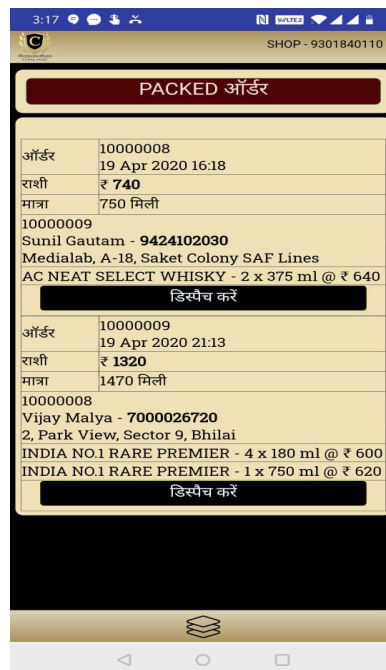 3:17
VoLTE2
C
SHOP - 9301840110
PACKED ऑर्डर
ऑर्डर
10000008
19 Apr 2020 16:18
राशी
₹ 740
मात्रा
750 मिली
10000009
Sunil Gautam - 9424102030
Medialab, A-18, Saket Colony SAF Lines
AC NEAT SELECT WHISKY - 2 x 375 ml @ ₹ 640
डिस्पैच करें
ऑर्डर
10000009
19 Apr 2020 21:13
राशी
₹ 1320
मात्रा
1470 मिली
10000008
Vijay Malya - 7000026720
2, Park View, Sector 9, Bhilai
INDIA NO.1 RARE PREMIER - 4 x 180 ml @ ₹ 600
INDIA NO.1 RARE PREMIER - 1 x 750 ml @ ₹ 620
डिस्पैच करें